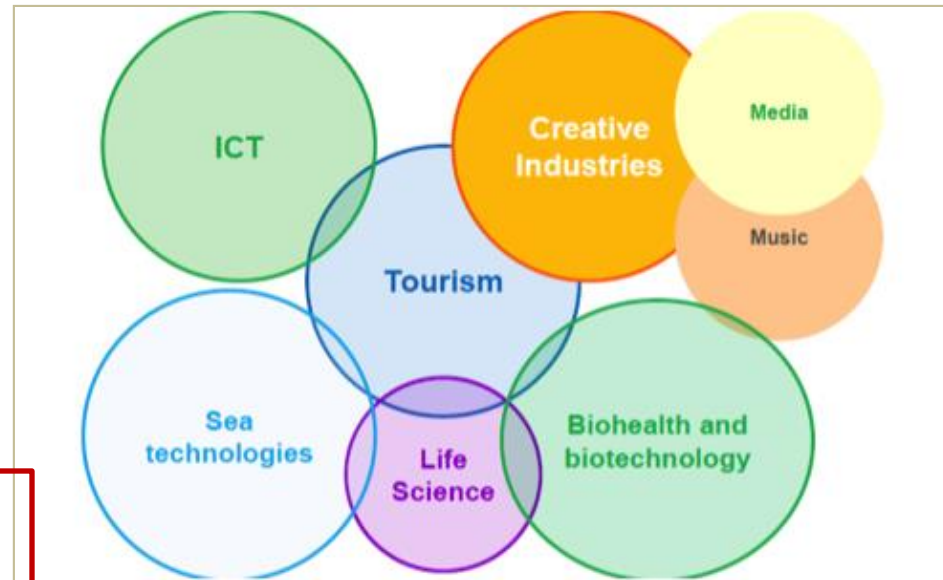 ICT
Creative
Industries
Media
Music
Tourism
Sea
technologies
Life
Science
Biohealth and
biotechnology